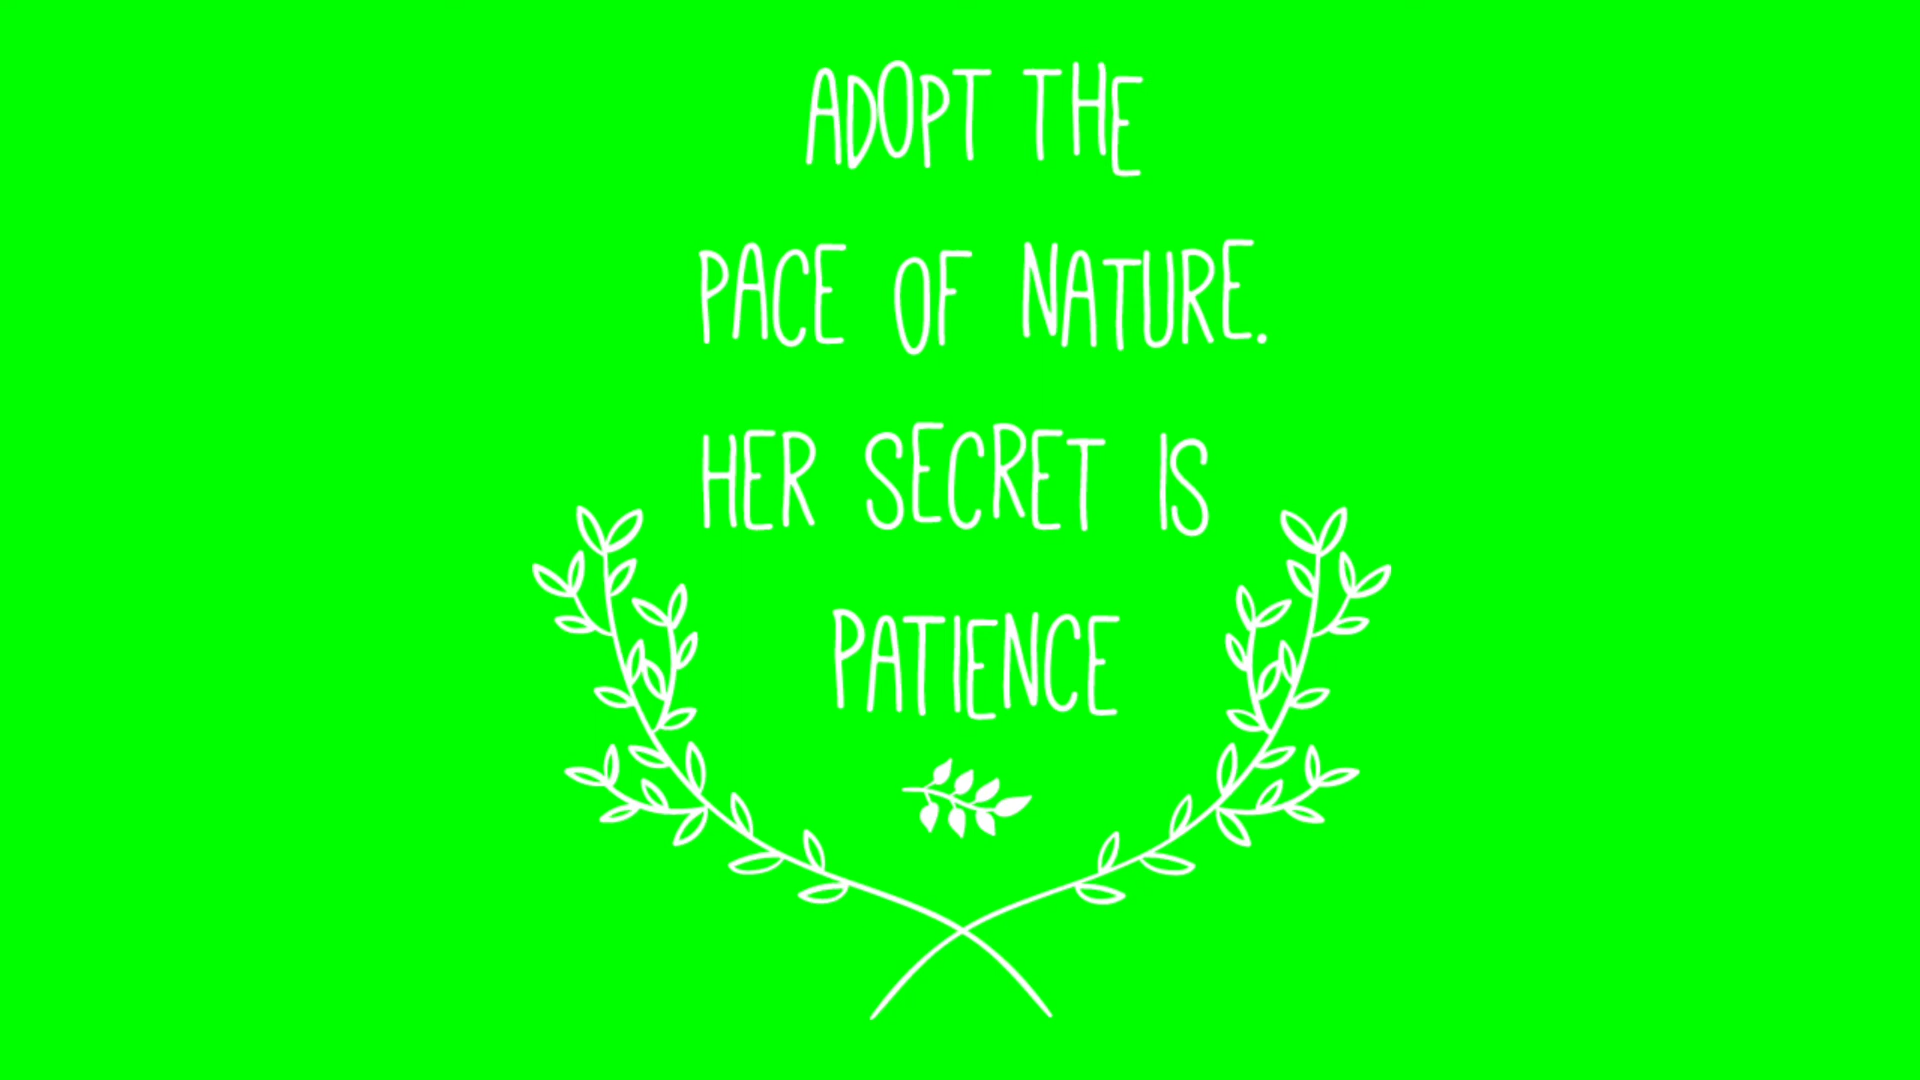 ADOPT THE
PACE OF NATURE.
HER SECRET IS
PATIENCE